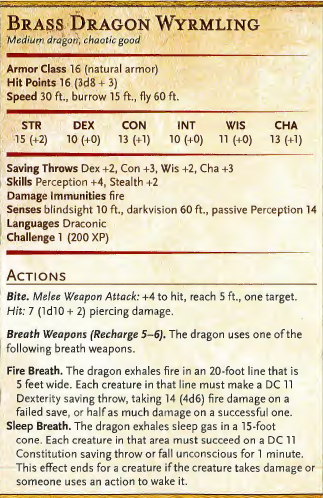 BRASS DRAGON WYRMLING
Medium dragon, chaotic good
Armor Class 16 (natural armor)
Hit Points 16 (3d8 + 3)
Speed 30 ft., burrow 15 ft., fly 60 ft.
STR DEX CON INT WIS CHA
15 (+2) 10 (+0) 13 (+1) 10 (+0) 11 (+0) 13 (+1)
Saving Throws Dex +2, Con +3, Wis +2, Cha +3
Skills Perception +4, Stealth +2
Damage Immunities fire
Senses blindsight 10 ft., darkvision 60 ft., passive Perception 14
Languages Draconic
Challenge 1 (200 XP)
ACTIONS
Bite. Melee Weapon Attack: +4 to hit, reach 5 ft., one target.
Hit: 7 (1d10 + 2) piercing damage.
Breath Weapons (Recharge 5–6). The dragon uses one of the
following breath weapons.
Fire Breath. The dragon exhales fire in an 20-foot line that is
5 feet wide. Each creature in that line must make a DC 11
Dexterity saving throw, taking 14 (4d6) fire damage on a
failed save, or half as much damage on a successful one.
Sleep Breath. The dragon exhales sleep gas in a 15-foot
cone. Each creature in that area must succeed on a DC 11
Constitution saving throw or fall unconscious for 1 minute.
This effect ends for a creature if the creature takes damage or
someone uses an action to wake it.